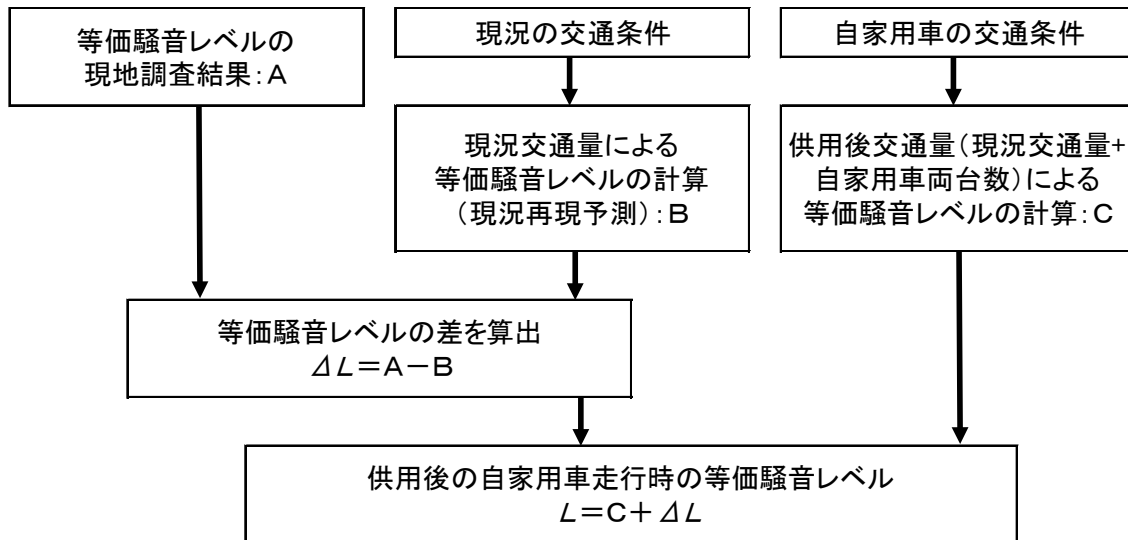 等価騒音レベルの
現地調査結果：A
現況の交通条件
自家用車の交通条件
現況交通量による
等価騒音レベルの計算
（現況再現予測）：B
供用後交通量（現況交通量+
自家用車両台数）による
等価騒音レベルの計算：C
等価騒音レベルの差を算出
ΔL＝A－B
供用後の自家用車走行時の等価騒音レベル
L＝C＋ΔL